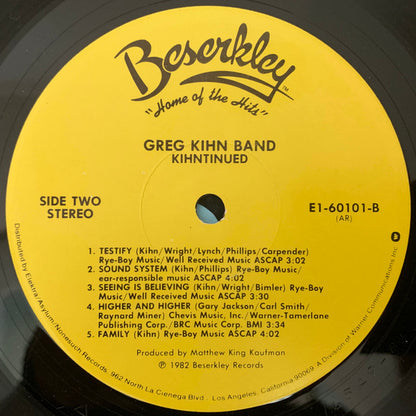 Beserkley™
"Home of the Hits"
GREG KIHN BAND
KIHNTINUED
SIDE TWO
STEREO
E1-60101-B
(AR)
1. TESTIFY (Kihn/Wright/Lynch/Phillips/Carpender)
Rye-Boy Music/Well Received Music ASCAP 3:02
2. SOUND SYSTEM (Kihn/Phillips) Rye-Boy Music/
ear-responsible music ASCAP 4:02
3. SEEING IS BELIEVING (Kihn/Wright/Bimler) Rye-Boy
Music/Well Received Music ASCAP 3:30
4. HIGHER AND HIGHER (Gary Jackson/Carl Smith/
Raynard Miner) Chevis Music, Inc./Warner-Tamerlane
Publishing Corp./BRC Music Corp. BMI 3:34
5. FAMILY (Kihn) Rye-Boy Music ASCAP 4:02
Produced by Matthew King Kaufman
℗ 1982 Beserkley Records
Distributed by Elektra/Asylum/Nonesuch Records, 962 North La Cienega Blvd., Los Angeles, California 90069. A Division of Warner Communications Inc.